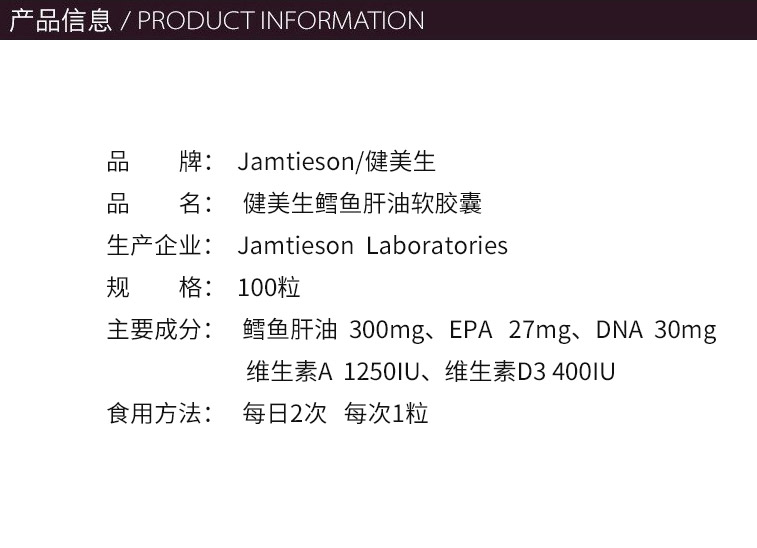 产品信息 / PRODUCT INFORMATION
品 牌： Jamtieson/健美生
品 名： 健美生鳕鱼肝油软胶囊
生产企业： Jamtieson Laboratories
规 格： 100粒
主要成分： 鳕鱼肝油 300mg、EPA 27mg、DNA 30mg
维生素A 1250IU、维生素D3 400IU
食用方法： 每日2次 每次1粒